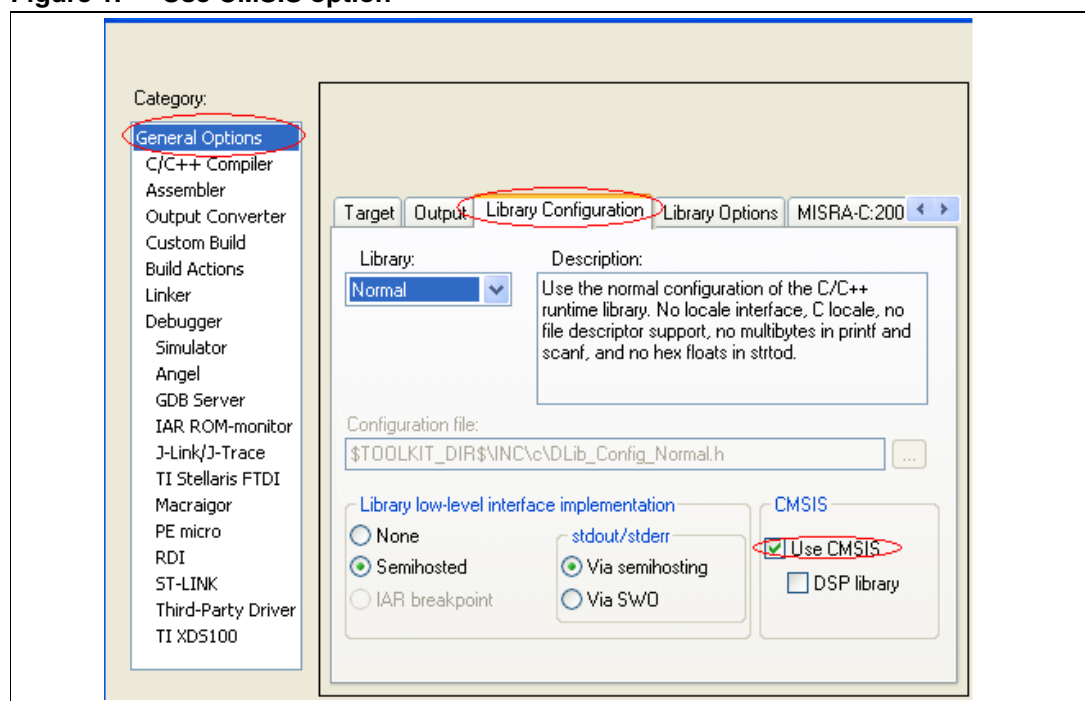 Category:
General Options
C/C++ Compiler
Assembler
Output Converter
Custom Build
Build Actions
Linker
Debugger
Simulator
Angel
GDB Server
IAR ROM-monitor
J-Link/J-Trace
TI Stellaris FTDI
Macraigor
PE micro
RDI
ST-LINK
Third-Party Driver
TI XDS100
Target Output Library Configuration Library Options MISRA-C:200
Library:
Normal
Description:
Use the normal configuration of the C/C++
runtime library. No locale interface, C locale, no
file descriptor support, no multibytes in printf and
scanf, and no hex floats in strtod.
Configuration file:
$TOOLKIT_DIR$\INC\c\DLib_Config_Normal.h
...
Library low-level interface implementation
None
Semihosted
IAR breakpoint
stdout/stderr
Via semihosting
Via SWO
CMSIS
Use CMSIS
DSP library